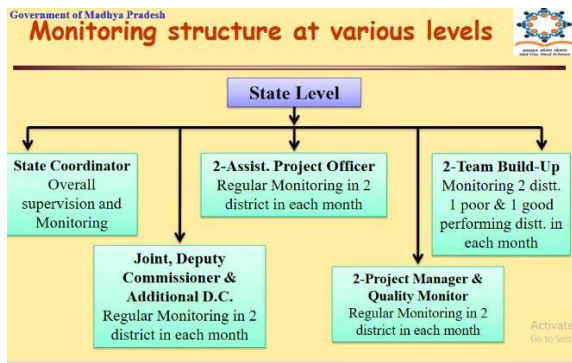 Government of Madhya Pradesh
Monitoring structure at various levels
State Level
State Coordinator
Overall
supervision and
Monitoring
2-Assist. Project Officer
Regular Monitoring in 2
district in each month
2-Team Build-Up
Monitoring 2 distt.
1 poor & 1 good
performing distt. in
each month
Joint, Deputy
Commissioner &
Additional D.C.
Regular Monitoring in 2
district in each month
2-Project Manager &
Quality Monitor
Regular Monitoring in 2
district in each month
Activate
Go to Sett